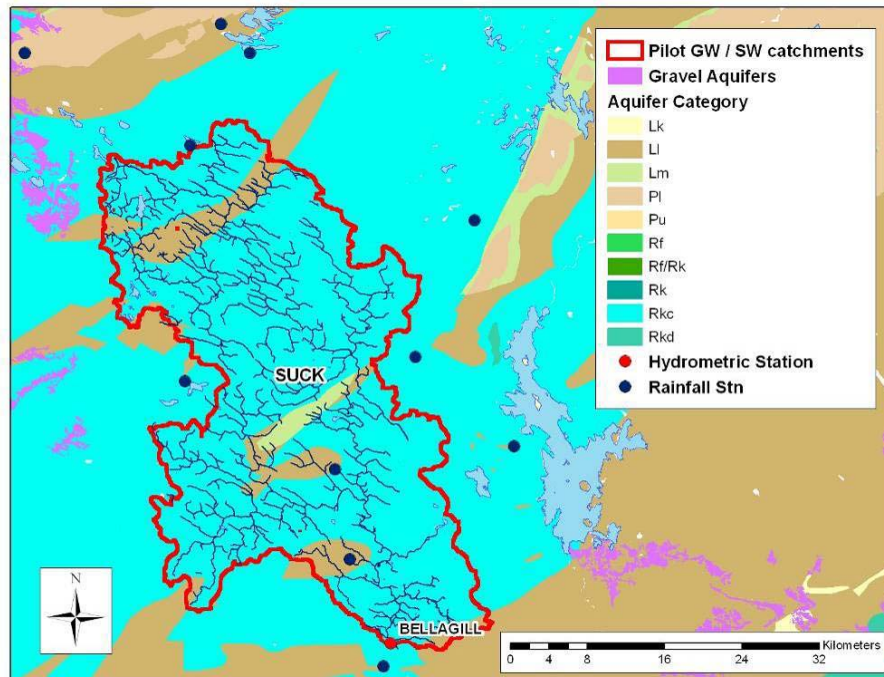 Pilot GW / SW catchments
Gravel Aquifers
Aquifer Category
Lk
Ll
Lm
Pl
Pu
Rf
Rf/Rk
Rk
Rkc
Rkd
Hydrometric Station
Rainfall Stn
SUCK
BELLAGILL
N
Kilometers
0 4 8 16 24 32